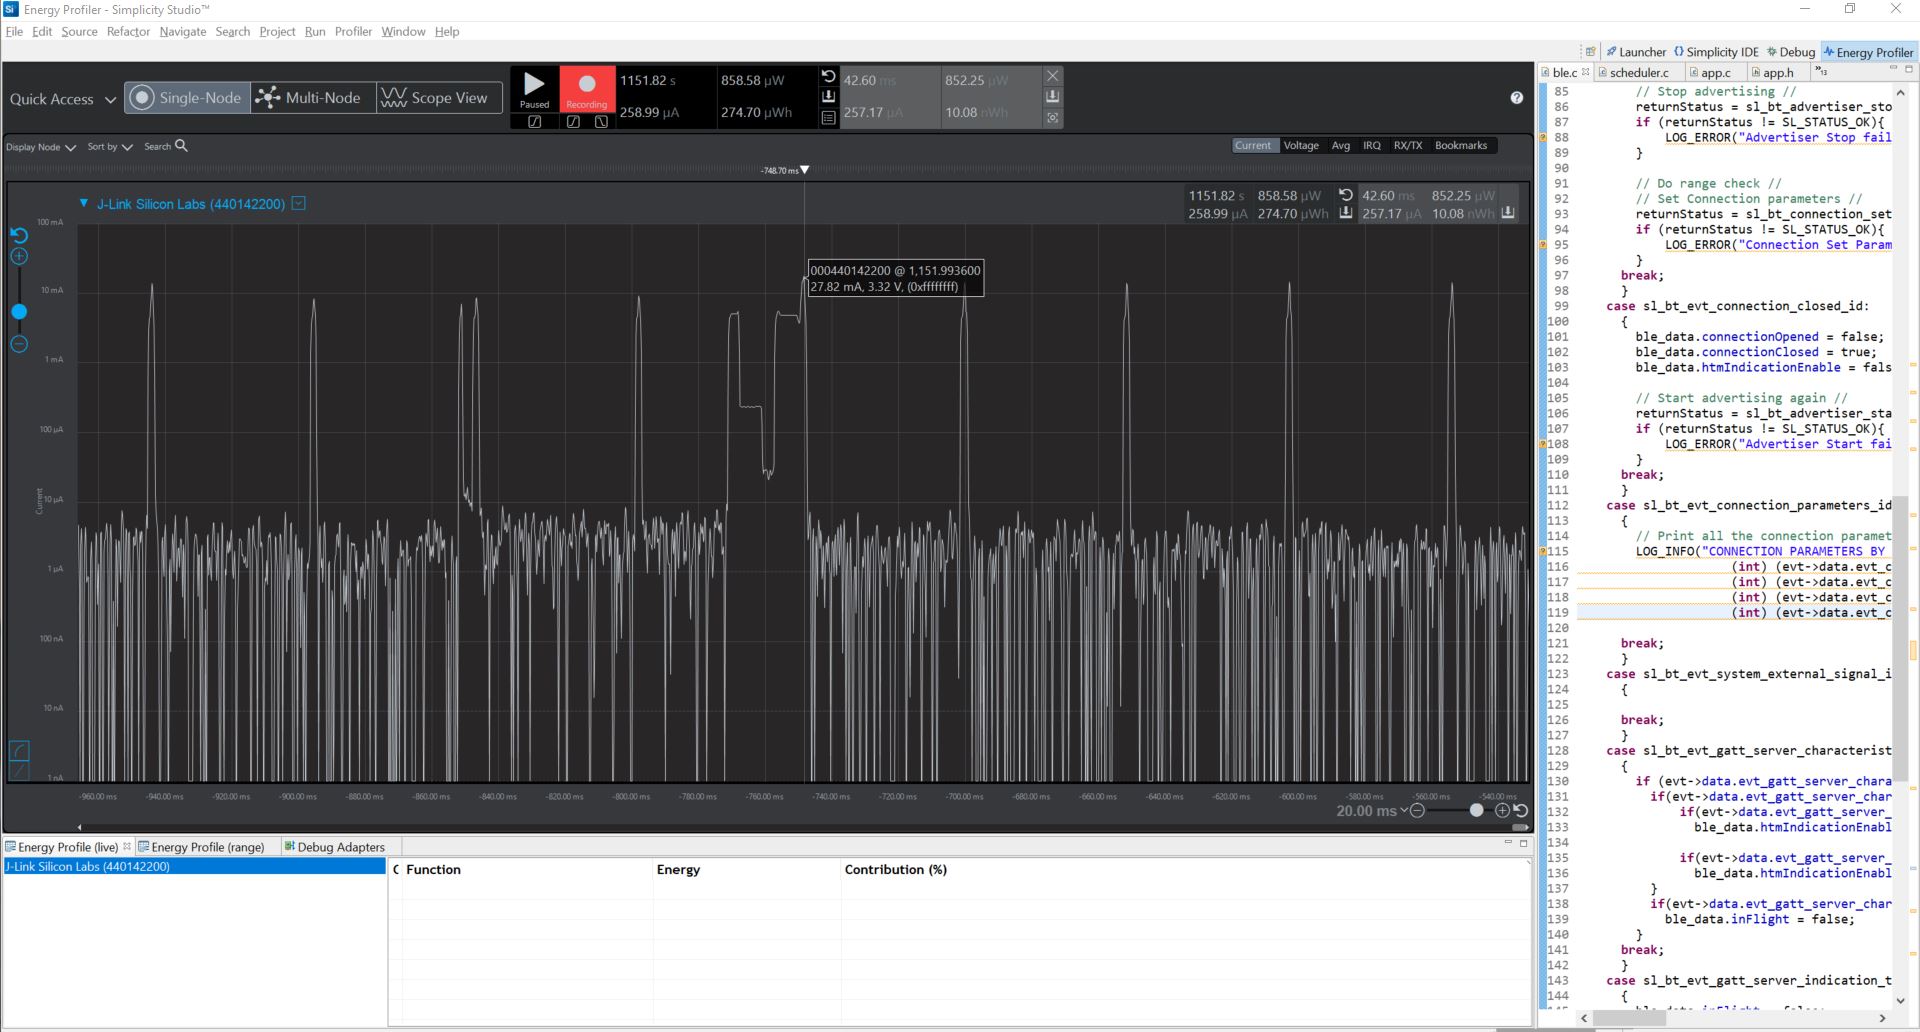 Si Energy Profiler - Simplicity Studio™
File Edit Source Refactor Navigate Search Project Run Profiler Window Help
Launcher Simplicity IDE Debug Energy Profiler
Quick Access Single-Node Multi-Node Scope View
Paused Recording
1151.82 s 858.58 µW 42.60 ms 852.25 µW
258.99 µA 274.70 µWh 257.17 µA 10.08 nWh
Display Node Sort by Search
Current Voltage Avg IRQ RX/TX Bookmarks
-748.70 ms
J-Link Silicon Labs (440142200)
1151.82 s 858.58 µW 42.60 ms 852.25 µW
258.99 µA 274.70 µWh 257.17 µA 10.08 nWh
000440142200 @ 1,151.993600
27.82 mA, 3.32 V, (0xffffffff)
100 mA
10 mA
1 mA
100 µA
10 µA
Current
1 µA
100 nA
10 nA
1 nA
-960.00 ms -940.00 ms -920.00 ms -900.00 ms -880.00 ms -860.00 ms -840.00 ms -820.00 ms -800.00 ms -780.00 ms -760.00 ms -740.00 ms -720.00 ms -700.00 ms -680.00 ms -660.00 ms -640.00 ms -620.00 ms -600.00 ms -580.00 ms -560.00 ms -540.00 ms
20.00 ms
Energy Profile (live) Energy Profile (range) Debug Adapters
J-Link Silicon Labs (440142200)
C Function Energy Contribution (%)
ble.c scheduler.c app.c app.h »13
85 // Stop advertising //
86 returnStatus = sl_bt_advertiser_sto
87 if (returnStatus != SL_STATUS_OK){
88 LOG_ERROR("Advertiser Stop fail
89 }
90
91 // Do range check //
92 // Set Connection parameters //
93 returnStatus = sl_bt_connection_set
94 if (returnStatus != SL_STATUS_OK){
95 LOG_ERROR("Connection Set Param
96 }
97 break;
98 }
99 case sl_bt_evt_connection_closed_id:
100 {
101 ble_data.connectionOpened = false;
102 ble_data.connectionClosed = true;
103 ble_data.htmIndicationEnable = fals
104
105 // Start advertising again //
106 returnStatus = sl_bt_advertiser_sta
107 if (returnStatus != SL_STATUS_OK){
108 LOG_ERROR("Advertiser Start fai
109 }
110 break;
111 }
112 case sl_bt_evt_connection_parameters_id
113 {
114 // Print all the connection paramet
115 LOG_INFO("CONNECTION PARAMETERS BY
116 (int) (evt->data.evt_c
117 (int) (evt->data.evt_c
118 (int) (evt->data.evt_c
119 (int) (evt->data.evt_c
120
121 break;
122 }
123 case sl_bt_evt_system_external_signal_i
124 {
125
126 break;
127 }
128 case sl_bt_evt_gatt_server_characterist
129 {
130 if (evt->data.evt_gatt_server_chara
131 if(evt->data.evt_gatt_server_char
132 if(evt->data.evt_gatt_server_
133 ble_data.htmIndicationEnabl
134
135 if(evt->data.evt_gatt_server_
136 ble_data.htmIndicationEnabl
137 }
138 if(evt->data.evt_gatt_server_char
139 ble_data.inFlight = false;
140 }
141 break;
142 }
143 case sl_bt_evt_gatt_server_indication_t
144 {